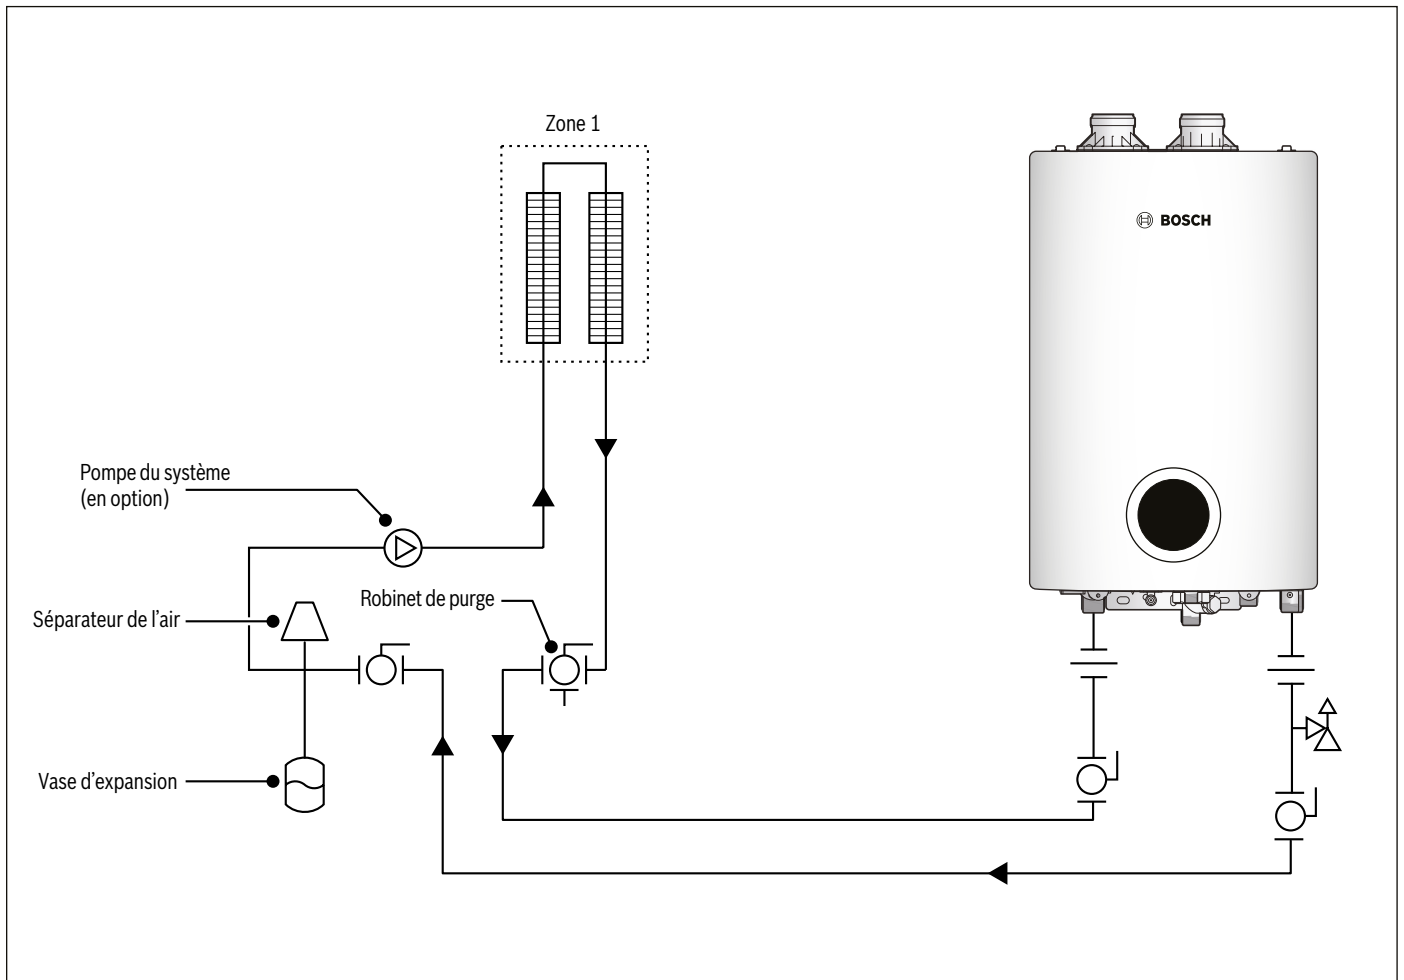 Zone 1
BOSCH
Pompe du système
(en option)
Robinet de purge
Séparateur de l'air
Vase d'expansion